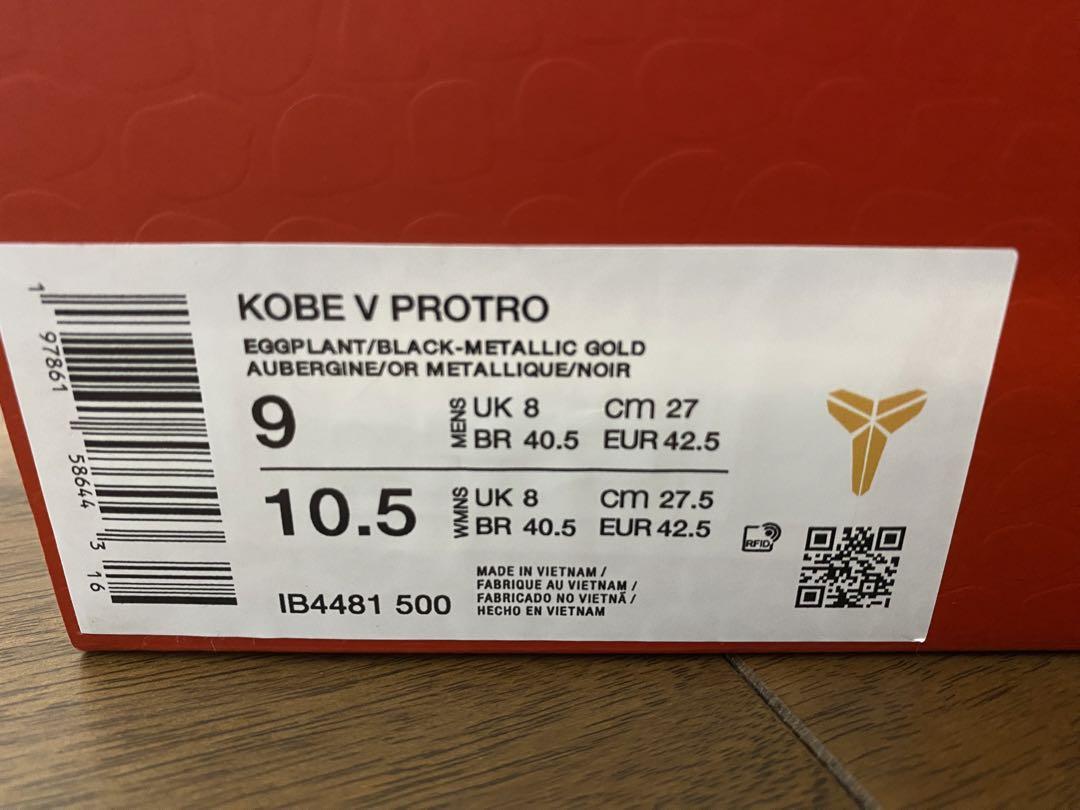 KOBE V PROTRO
EGGPLANT/BLACK-METALLIC GOLD
AUBERGINE/OR METALLIQUE/NOIR
9
MENS
UK 8 cm 27
BR 40.5 EUR 42.5
10.5
WMNS
UK 8 cm 27.5
BR 40.5 EUR 42.5
IB4481 500
MADE IN VIETNAM /
FABRIQUE AU VIETNAM /
FABRICADO NO VIETNÃ /
HECHO EN VIETNAM
RFID
1 97861 58644 3 16